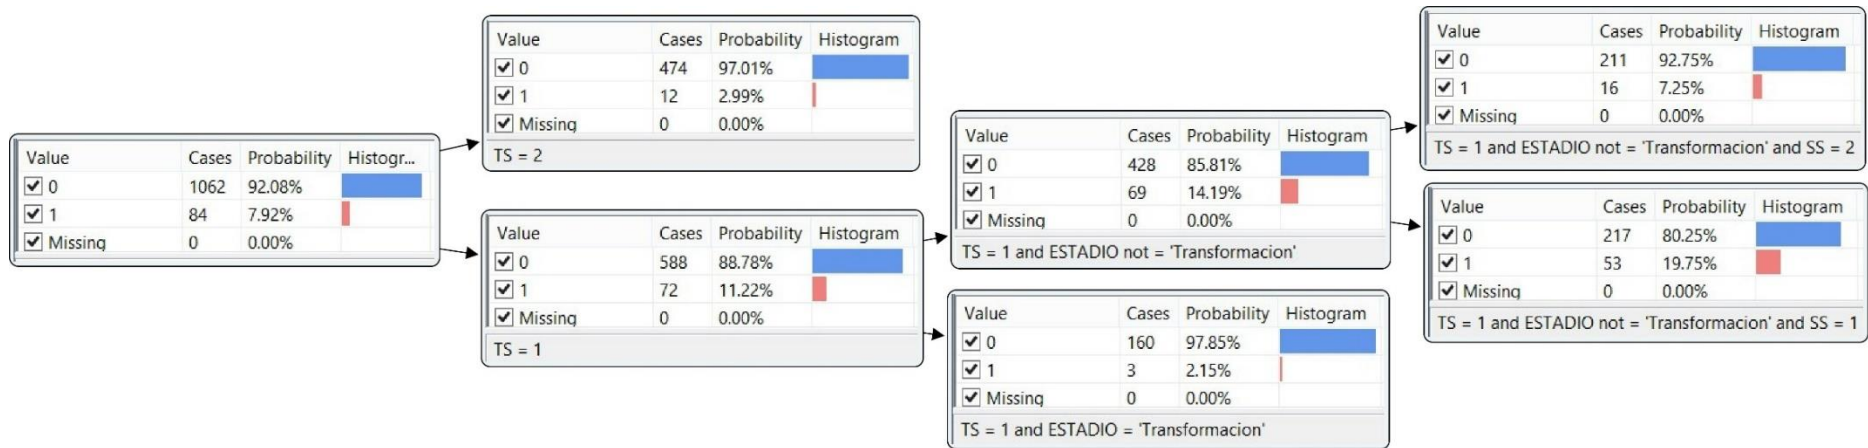 Value Cases Probability Histogr...
0 1062 92.08%
1 84 7.92%
Missing 0 0.00%
Value Cases Probability Histogram
0 474 97.01%
1 12 2.99%
Missing 0 0.00%
TS = 2
Value Cases Probability Histogram
0 588 88.78%
1 72 11.22%
Missing 0 0.00%
TS = 1
Value Cases Probability Histogram
0 428 85.81%
1 69 14.19%
Missing 0 0.00%
TS = 1 and ESTADIO not = 'Transformacion'
Value Cases Probability Histogram
0 160 97.85%
1 3 2.15%
Missing 0 0.00%
TS = 1 and ESTADIO = 'Transformacion'
Value Cases Probability Histogram
0 211 92.75%
1 16 7.25%
Missing 0 0.00%
TS = 1 and ESTADIO not = 'Transformacion' and SS = 2
Value Cases Probability Histogram
0 217 80.25%
1 53 19.75%
Missing 0 0.00%
TS = 1 and ESTADIO not = 'Transformacion' and SS = 1